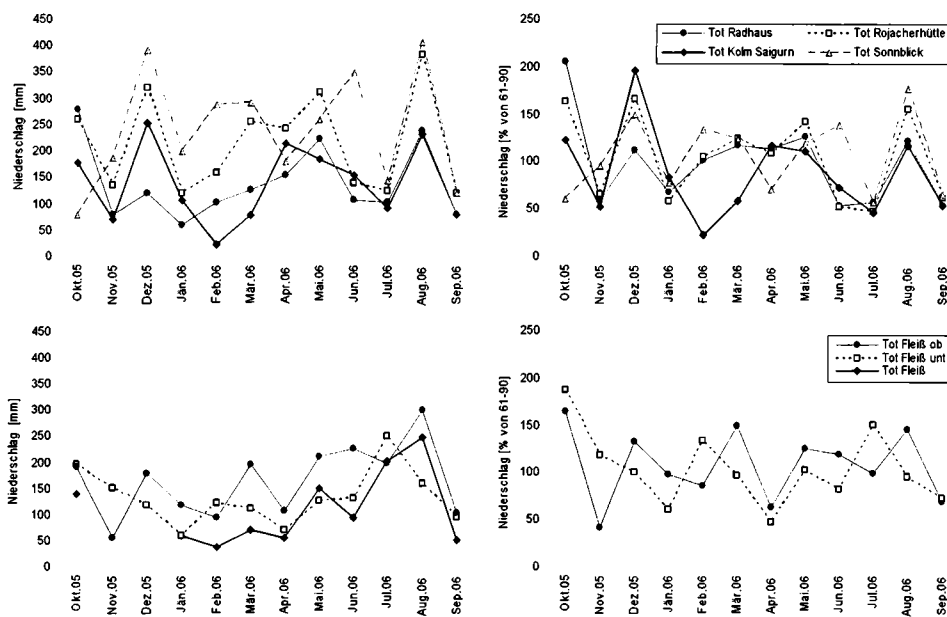 450
400
350
300
250
200
150
100
50
0
Niederschlag [mm]
Okt.05
Nov.05
Dez.05
Jän.06
Feb.06
Mär.06
Apr.06
Mai.06
Jun.06
Jul.06
Aug.06
Sep.06
250
200
150
100
50
0
Niederschlag [% von 61-90]
Tot Radhaus
Tot Rojacherhütte
Tot Kolm Saigurn
Tot Sonnblick
Okt.05
Nov.05
Dez.05
Jän.06
Feb.06
Mär.06
Apr.06
Mai.06
Jun.06
Jul.06
Aug.06
Sep.06
450
400
350
300
250
200
150
100
50
0
Niederschlag [mm]
Okt.05
Nov.05
Dez.05
Jän.06
Feb.06
Mär.06
Apr.06
Mai.06
Jun.06
Jul.06
Aug.06
Sep.06
250
200
150
100
50
0
Niederschlag [% von 61-90]
Tot Fleiß ob
Tot Fleiß unt
Tot Fleiß
Okt.05
Nov.05
Dez.05
Jän.06
Feb.06
Mär.06
Apr.06
Mai.06
Jun.06
Jul.06
Aug.06
Sep.06